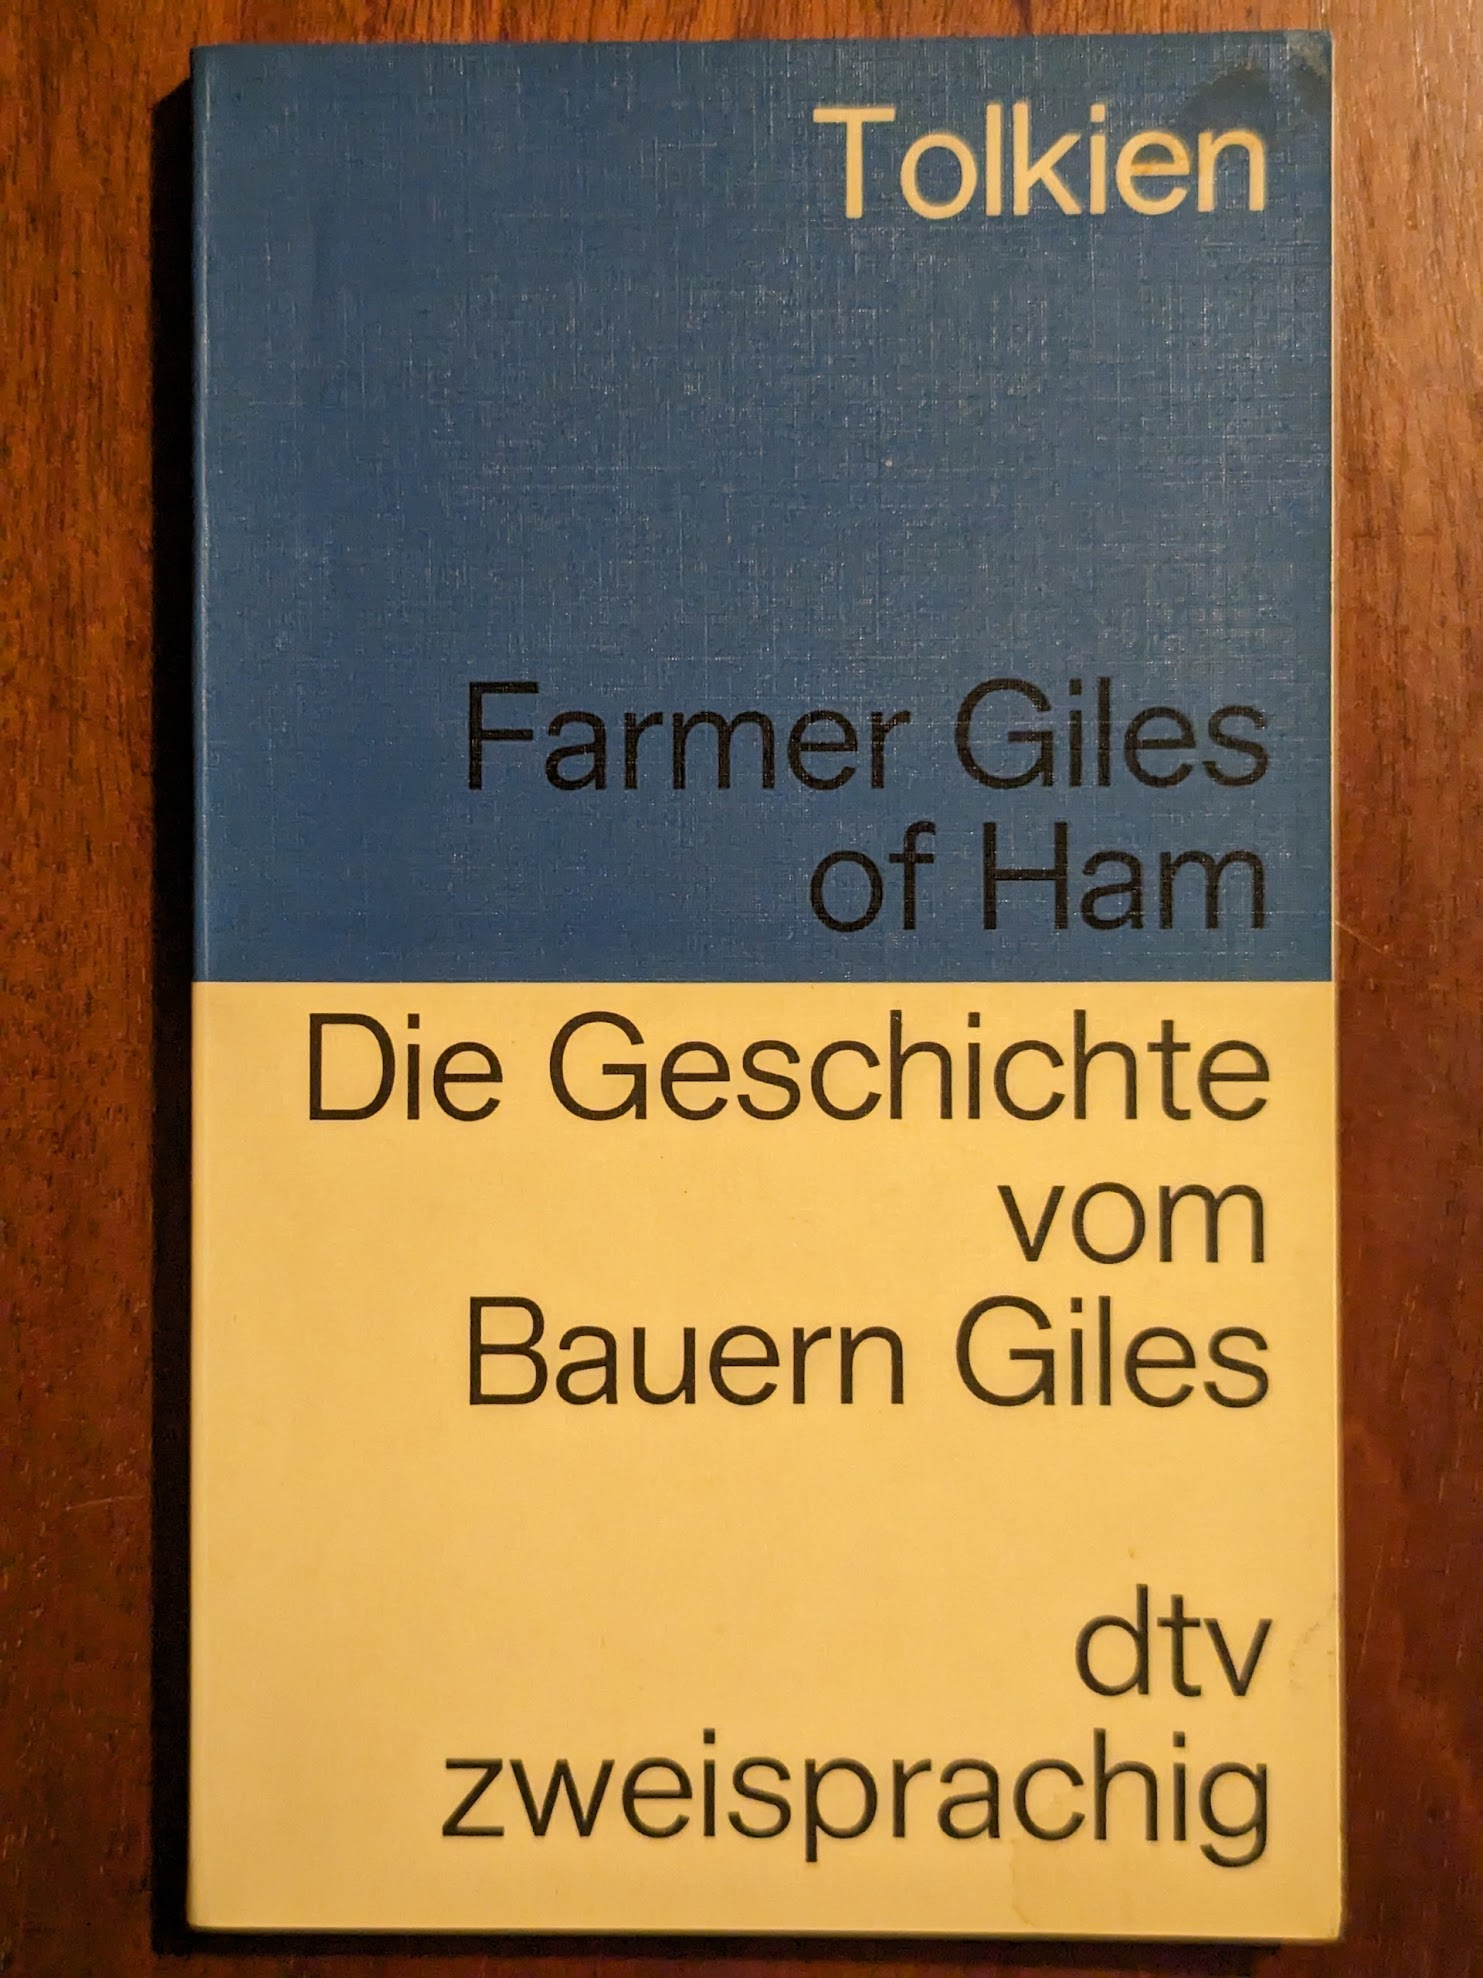 Tolkien
Farmer Giles
of Ham
Die Geschichte
vom
Bauern Giles
dtv
zweisprachig